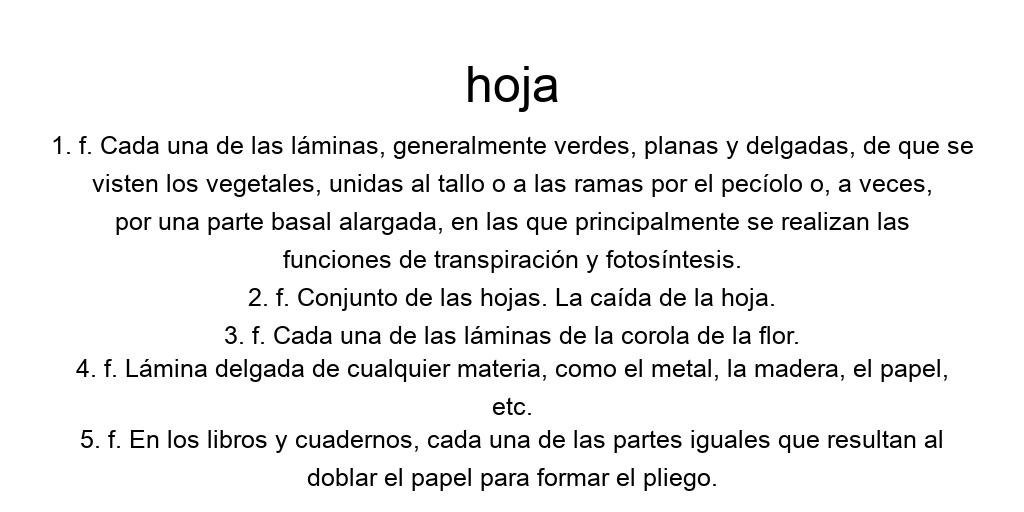 hoja
1. f. Cada una de las láminas, generalmente verdes, planas y delgadas, de que se
visten los vegetales, unidas al tallo o a las ramas por el pecíolo o, a veces,
por una parte basal alargada, en las que principalmente se realizan las
funciones de transpiración y fotosíntesis.
2. f. Conjunto de las hojas. La caída de la hoja.
3. f. Cada una de las láminas de la corola de la flor.
4. f. Lámina delgada de cualquier materia, como el metal, la madera, el papel,
etc.
5. f. En los libros y cuadernos, cada una de las partes iguales que resultan al
doblar el papel para formar el pliego.